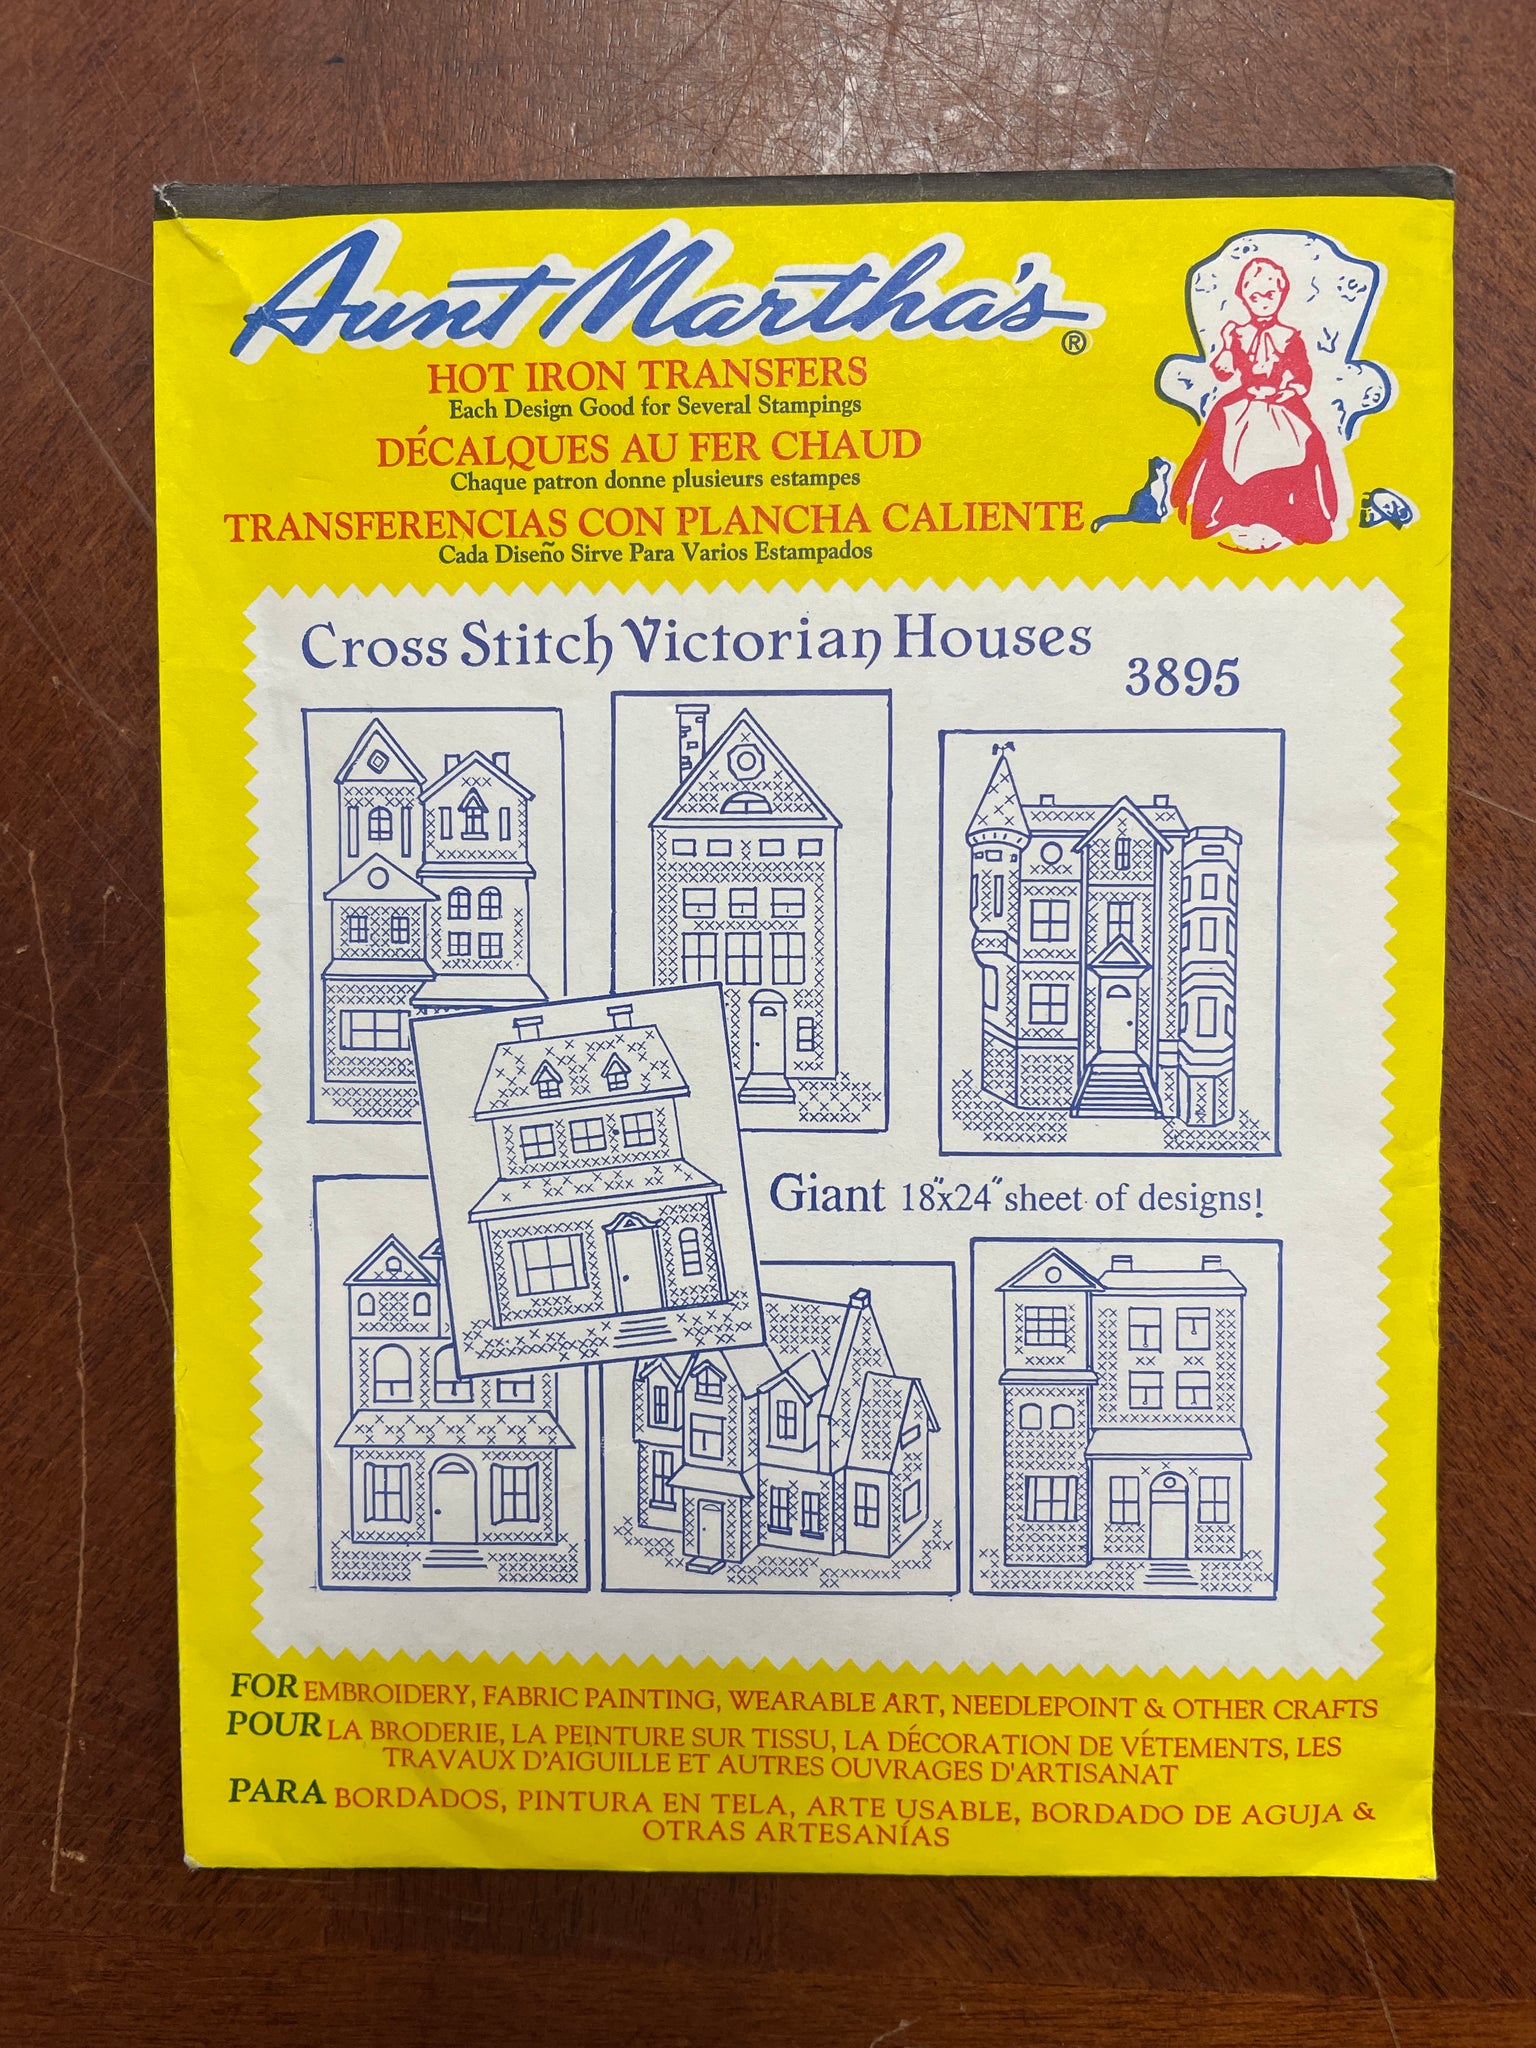 Aunt Martha's®
HOT IRON TRANSFERS
Each Design Good for Several Stampings
DÉCALQUES AU FER CHAUD
Chaque patron donne plusieurs estampes
TRANSFERENCIAS CON PLANCHA CALIENTE
Cada Diseño Sirve Para Varios Estampados
Cross Stitch Victorian Houses
3895
Giant 18"x24" sheet of designs!
FOR EMBROIDERY, FABRIC PAINTING, WEARABLE ART, NEEDLEPOINT & OTHER CRAFTS
POUR LA BRODERIE, LA PEINTURE SUR TISSU, LA DÉCORATION DE VÉTEMENTS, LES
TRAVAUX D'AIGUILLE ET AUTRES OUVRAGES D'ARTISANAT
PARA BORDADOS, PINTURA EN TELA, ARTE USABLE, BORDADO DE AGUJA &
OTRAS ARTESANÍAS